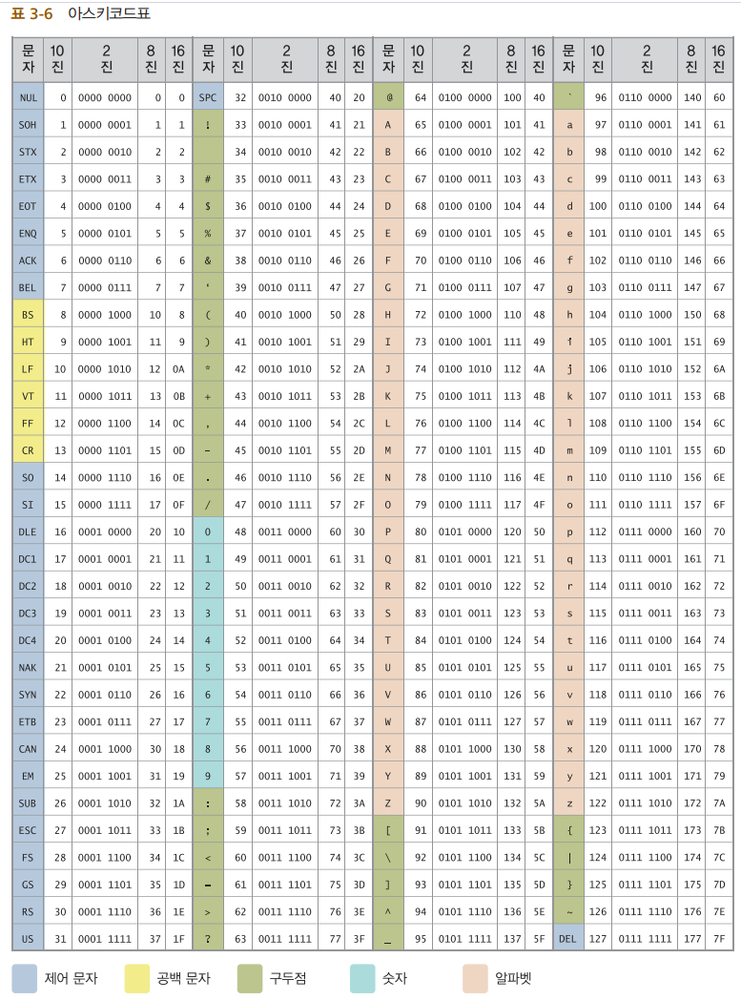 표 3-6 아스키코드표
문자 10진 2진 8진 16진 문자 10진 2진 8진 16진 문자 10진 2진 8진 16진 문자 10진 2진 8진 16진
NUL 0 0000 0000 0 0 SPC 32 0010 0000 40 20 @ 64 0100 0000 100 40 ` 96 0110 0000 140 60
SOH 1 0000 0001 1 1 ! 33 0010 0001 41 21 A 65 0100 0001 101 41 a 97 0110 0001 141 61
STX 2 0000 0010 2 2 34 0010 0010 42 22 B 66 0100 0010 102 42 b 98 0110 0010 142 62
ETX 3 0000 0011 3 3 # 35 0010 0011 43 23 C 67 0100 0011 103 43 c 99 0110 0011 143 63
EOT 4 0000 0100 4 4 $ 36 0010 0100 44 24 D 68 0100 0100 104 44 d 100 0110 0100 144 64
ENQ 5 0000 0101 5 5 % 37 0010 0101 45 25 E 69 0100 0101 105 45 e 101 0110 0101 145 65
ACK 6 0000 0110 6 6 & 38 0010 0110 46 26 F 70 0100 0110 106 46 f 102 0110 0110 146 66
BEL 7 0000 0111 7 7 ‘ 39 0010 0111 47 27 G 71 0100 0111 107 47 g 103 0110 0111 147 67
BS 8 0000 1000 10 8 ( 40 0010 1000 50 28 H 72 0100 1000 110 48 h 104 0110 1000 150 68
HT 9 0000 1001 11 9 ) 41 0010 1001 51 29 I 73 0100 1001 111 49 i 105 0110 1001 151 69
LF 10 0000 1010 12 0A * 42 0010 1010 52 2A J 74 0100 1010 112 4A j 106 0110 1010 152 6A
VT 11 0000 1011 13 0B + 43 0010 1011 53 2B K 75 0100 1011 113 4B k 107 0110 1011 153 6B
FF 12 0000 1100 14 0C , 44 0010 1100 54 2C L 76 0100 1100 114 4C l 108 0110 1100 154 6C
CR 13 0000 1101 15 0D - 45 0010 1101 55 2D M 77 0100 1101 115 4D m 109 0110 1101 155 6D
SO 14 0000 1110 16 0E . 46 0010 1110 56 2E N 78 0100 1110 116 4E n 110 0110 1110 156 6E
SI 15 0000 1111 17 0F / 47 0010 1111 57 2F O 79 0100 1111 117 4F o 111 0110 1111 157 6F
DLE 16 0001 0000 20 10 0 48 0011 0000 60 30 P 80 0101 0000 120 50 p 112 0111 0000 160 70
DC1 17 0001 0001 21 11 1 49 0011 0001 61 31 Q 81 0101 0001 121 51 q 113 0111 0001 161 71
DC2 18 0001 0010 22 12 2 50 0011 0010 62 32 R 82 0101 0010 122 52 r 114 0111 0010 162 72
DC3 19 0001 0011 23 13 3 51 0011 0011 63 33 S 83 0101 0011 123 53 s 115 0111 0011 163 73
DC4 20 0001 0100 24 14 4 52 0011 0100 64 34 T 84 0101 0100 124 54 t 116 0111 0100 164 74
NAK 21 0001 0101 25 15 5 53 0011 0101 65 35 U 85 0101 0101 125 55 u 117 0111 0101 165 75
SYN 22 0001 0110 26 16 6 54 0011 0110 66 36 V 86 0101 0110 126 56 v 118 0111 0110 166 76
ETB 23 0001 0111 27 17 7 55 0011 0111 67 37 W 87 0101 0111 127 57 w 119 0111 0111 167 77
CAN 24 0001 1000 30 18 8 56 0011 1000 70 38 X 88 0101 1000 130 58 x 120 0111 1000 170 78
EM 25 0001 1001 31 19 9 57 0011 1001 71 39 Y 89 0101 1001 131 59 y 121 0111 1001 171 79
SUB 26 0001 1010 32 1A : 58 0011 1010 72 3A Z 90 0101 1010 132 5A z 122 0111 1010 172 7A
ESC 27 0001 1011 33 1B ; 59 0011 1011 73 3B [ 91 0101 1011 133 5B { 123 0111 1011 173 7B
FS 28 0001 1100 34 1C < 60 0011 1100 74 3C \ 92 0101 1100 134 5C | 124 0111 1100 174 7C
GS 29 0001 1101 35 1D = 61 0011 1101 75 3D ] 93 0101 1101 135 5D } 125 0111 1101 175 7D
RS 30 0001 1110 36 1E > 62 0011 1110 76 3E ^ 94 0101 1110 136 5E ~ 126 0111 1110 176 7E
US 31 0001 1111 37 1F ? 63 0011 1111 77 3F _ 95 0101 1111 137 5F DEL 127 0111 1111 177 7F
제어 문자 공백 문자 구두점 숫자 알파벳